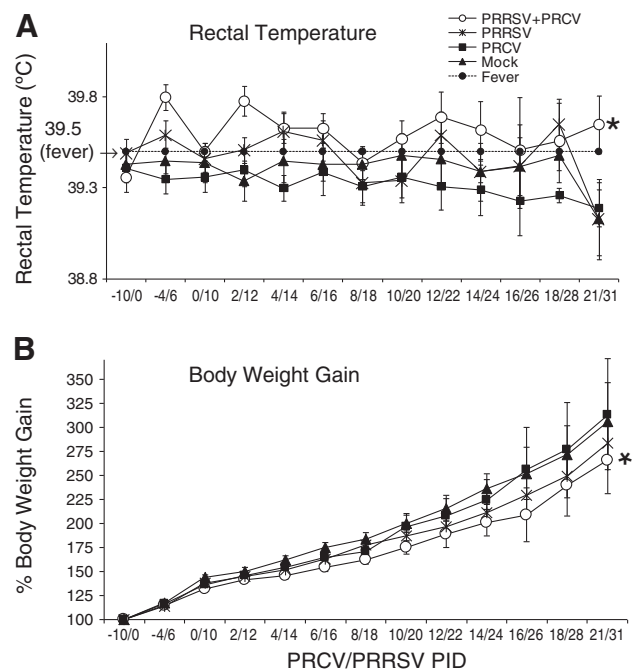 A
Rectal Temperature
PRRSV+PRCV
PRRSV
PRCV
Mock
Fever
Rectal Temperature (ºC)
39.8
39.5
(fever)
39.3
38.8
*
-10/0 -4/6 0/10 2/12 4/14 6/16 8/18 10/20 12/22 14/24 16/26 18/28 21/31
B
Body Weight Gain
% Body Weight Gain
350
325
300
275
250
225
200
175
150
125
100
*
-10/0 -4/6 0/10 2/12 4/14 6/16 8/18 10/20 12/22 14/24 16/26 18/28 21/31
PRCV/PRRSV PID